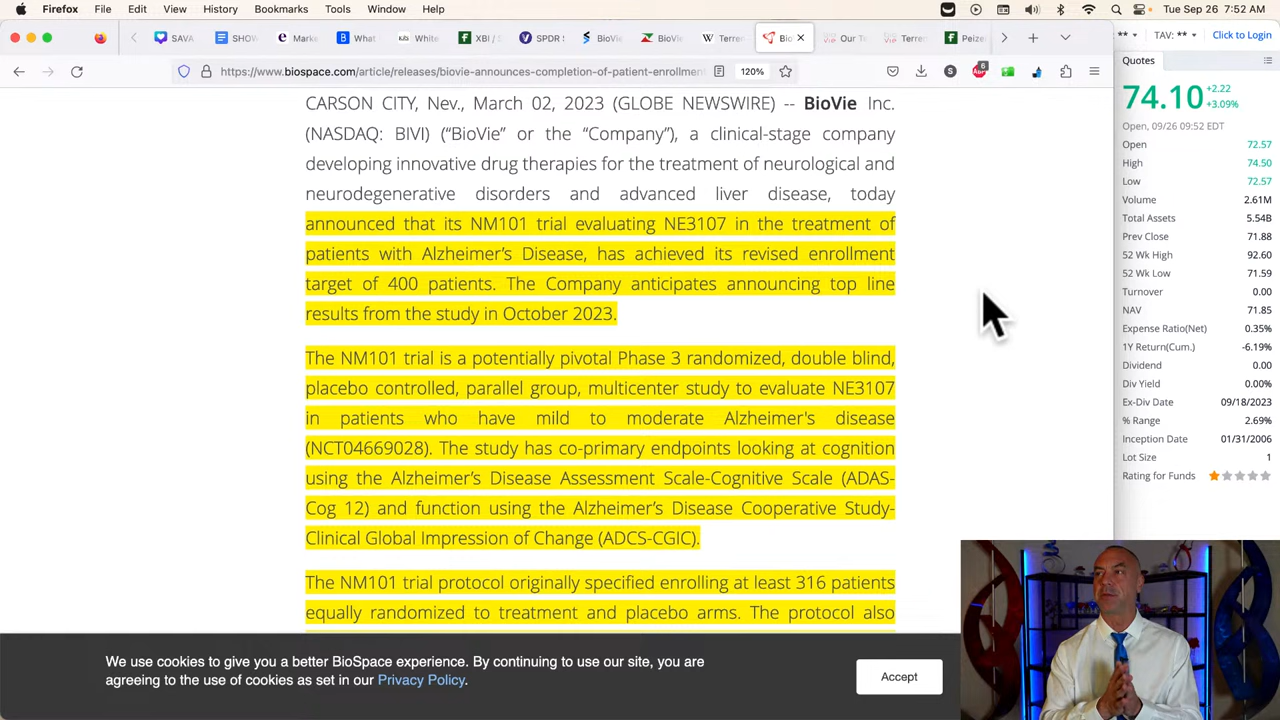 Firefox File Edit View History Bookmarks Tools Window Help Tue Sep 26 7:52 AM
SAVA SHOW Mark What White XBI / S SPDR S BioVi BioVi Terre Bio Our T Terren Peize
** TAV: ** Click to Login
https://www.biospace.com/article/releases/biovie-announces-completion-of-patient-enrollmen 120% S 6
Quotes
74.10 +2.22
+3.09%
Open, 09/26 09:52 EDT
Open 72.57
High 74.50
Low 72.57
Volume 2.61M
Total Assets 5.54B
Prev Close 71.88
52 Wk High 92.60
52 Wk Low 71.59
Turnover 0.00
NAV 71.85
Expense Ratio(Net) 0.35%
1Y Return(Cum.) -6.19%
Dividend 0.00
Div Yield 0.00%
Ex-Div Date 09/18/2023
% Range 2.69%
Inception Date 01/31/2006
Lot Size 1
Rating for Funds
CARSON CITY, Nev., March 02, 2023 (GLOBE NEWSWIRE) -- BioVie Inc.
(NASDAQ: BIVI) (“BioVie” or the “Company”), a clinical-stage company
developing innovative drug therapies for the treatment of neurological and
neurodegenerative disorders and advanced liver disease, today
announced that its NM101 trial evaluating NE3107 in the treatment of
patients with Alzheimer’s Disease, has achieved its revised enrollment
target of 400 patients. The Company anticipates announcing top line
results from the study in October 2023.
The NM101 trial is a potentially pivotal Phase 3 randomized, double blind,
placebo controlled, parallel group, multicenter study to evaluate NE3107
in patients who have mild to moderate Alzheimer's disease
(NCT04669028). The study has co-primary endpoints looking at cognition
using the Alzheimer’s Disease Assessment Scale-Cognitive Scale (ADAS-
Cog 12) and function using the Alzheimer’s Disease Cooperative Study-
Clinical Global Impression of Change (ADCS-CGIC).
The NM101 trial protocol originally specified enrolling at least 316 patients
equally randomized to treatment and placebo arms. The protocol also
We use cookies to give you a better BioSpace experience. By continuing to use our site, you are
agreeing to the use of cookies as set in our Privacy Policy.
Accept